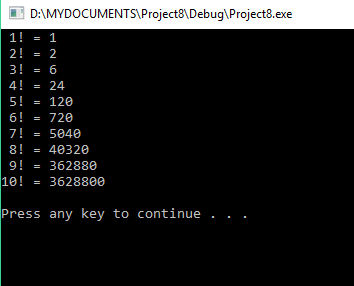 D:\MYDOCUMENTS\Project8\Debug\Project8.exe
1! = 1
2! = 2
3! = 6
4! = 24
5! = 120
6! = 720
7! = 5040
8! = 40320
9! = 362880
10! = 3628800
Press any key to continue . . .